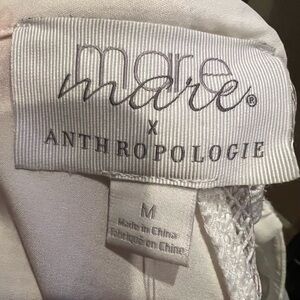 mare
mare®
X
ANTHROPOLOGIE
M
Made in China
Fabriqué en Chine